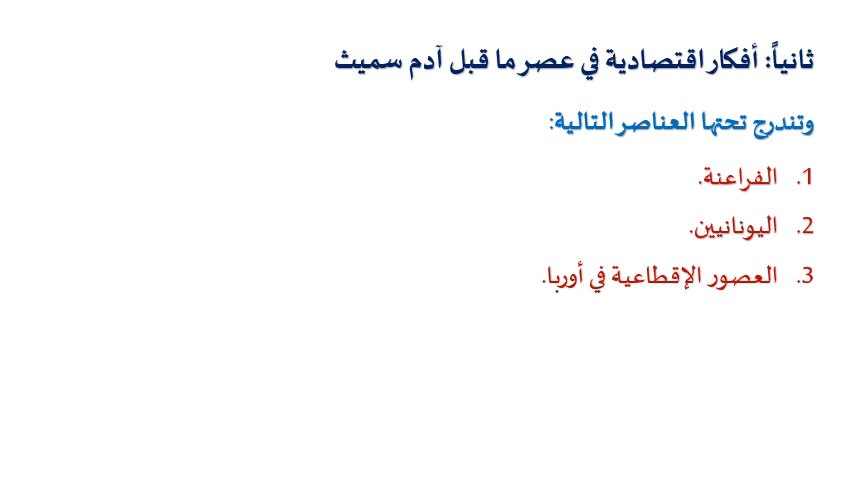 ثانياً: أفكار اقتصادية في عصر ما قبل آدم سميث
وتندرج تحتها العناصر التالية:
1. الفراعنة.
2. اليونانيين.
3. العصور الإقطاعية في أوربا.